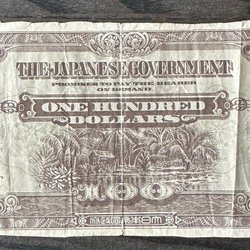 THE JAPANESE GOVERNMENT
PROMISES TO PAY THE BEARER
ON DEMAND
ONE HUNDRED
DOLLARS
100